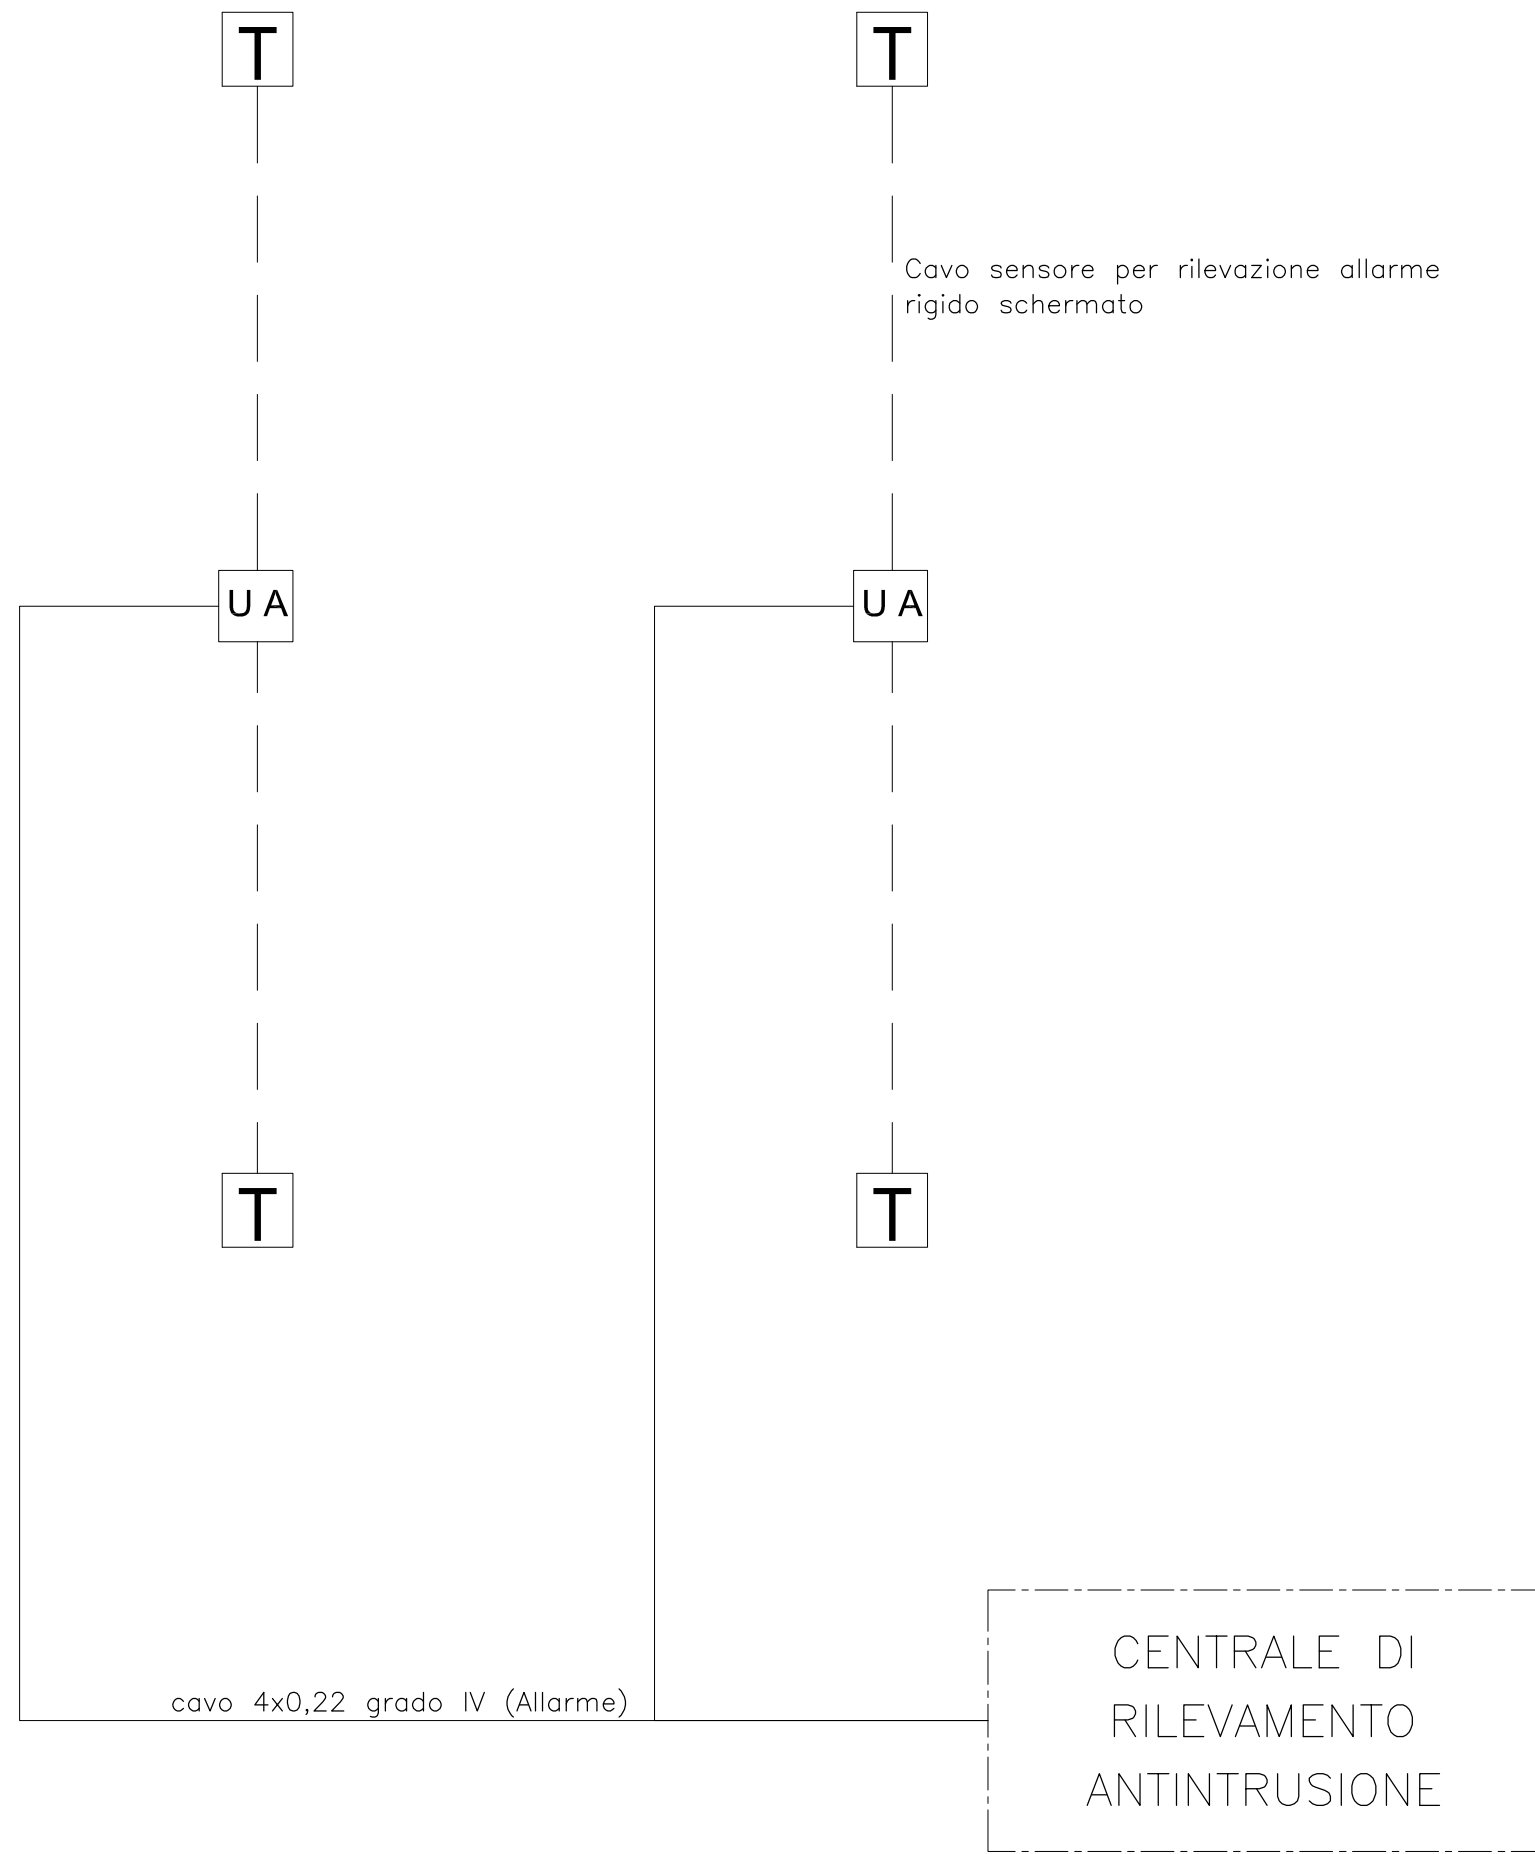 T
T
Cavo sensore per rilevazione allarme
rigido schermato
U A
U A
T
T
cavo 4x0,22 grado IV (Allarme)
CENTRALE DI
RILEVAMENTO
ANTINTRUSIONE